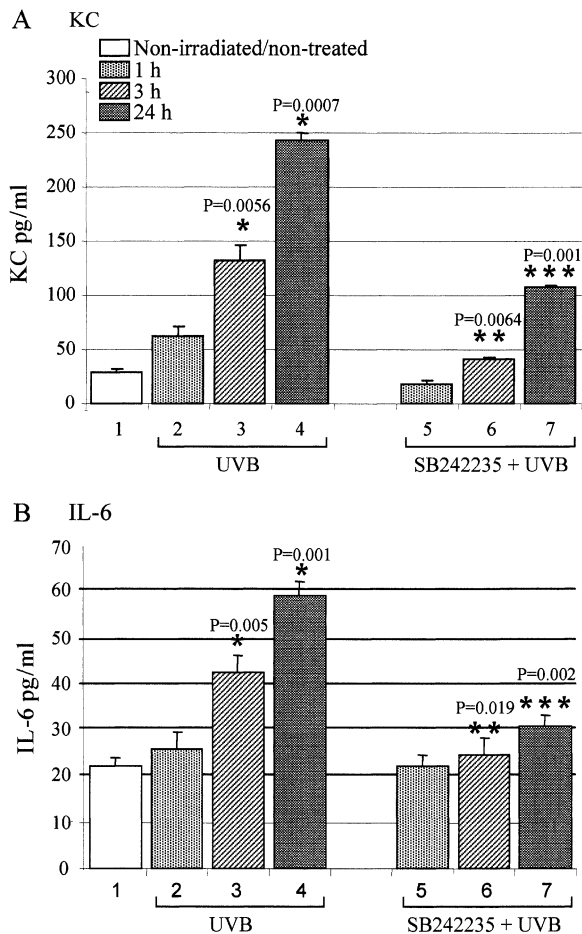 A KC
Non-irradiated/non-treated
1 h
3 h
24 h
300
250
200
150
100
50
0
KC pg/ml
P=0.0007
*
P=0.0056
*
P=0.001
***
P=0.0064
**
1 2 3 4 5 6 7
UVB SB242235 + UVB
B IL-6
70
60
50
40
30
20
10
0
IL-6 pg/ml
P=0.001
*
P=0.005
*
P=0.002
***
P=0.019
**
1 2 3 4 5 6 7
UVB SB242235 + UVB